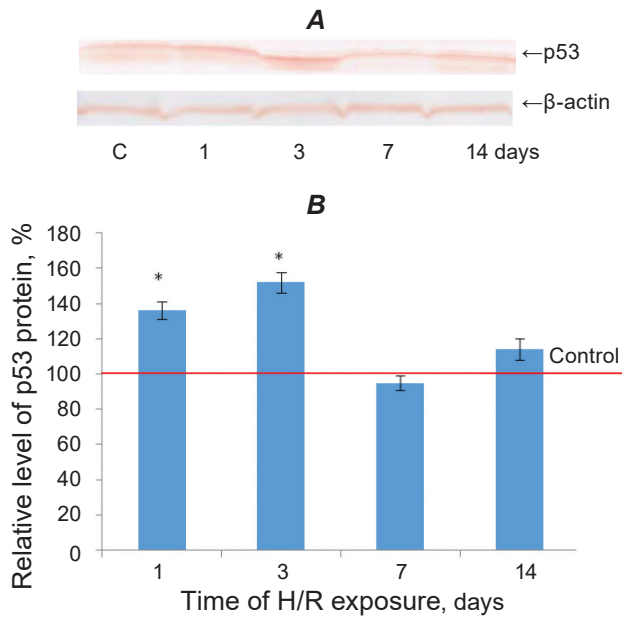 A
←p53
←β-actin
C 1 3 7 14 days
B
Relative level of p53 protein, %
180
160
140
120
100
80
60
40
20
0
*
*
Control
1 3 7 14
Time of H/R exposure, days